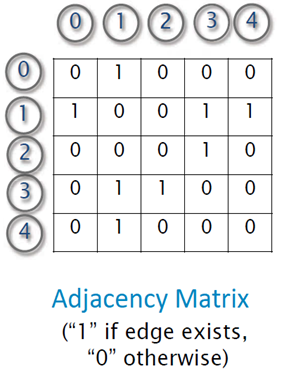 0 1 2 3 4
0 0 1 0 0 0
1 1 0 0 1 1
2 0 0 0 1 0
3 0 1 1 0 0
4 0 1 0 0 0
Adjacency Matrix
(“1” if edge exists,
“0” otherwise)